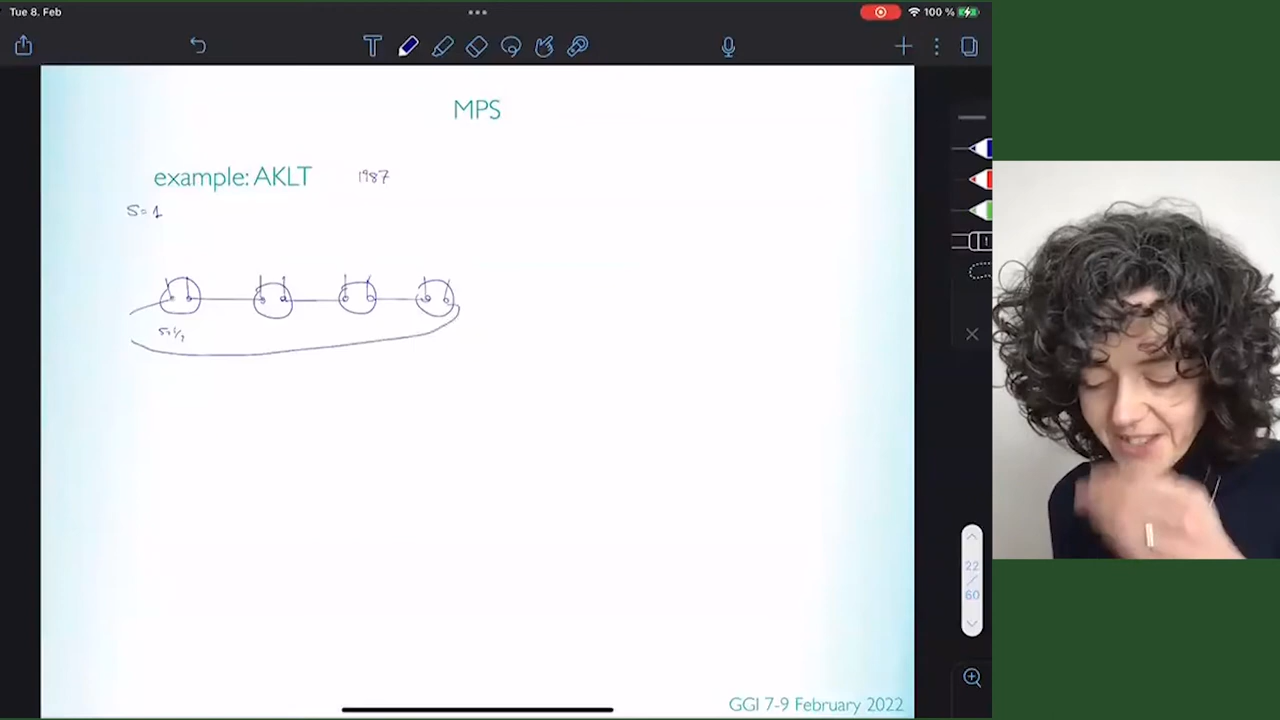 Tue 8. Feb
100 %
MPS
example: AKLT 1987
S=1
S=1/2
22
/
60
GGI 7-9 February 2022